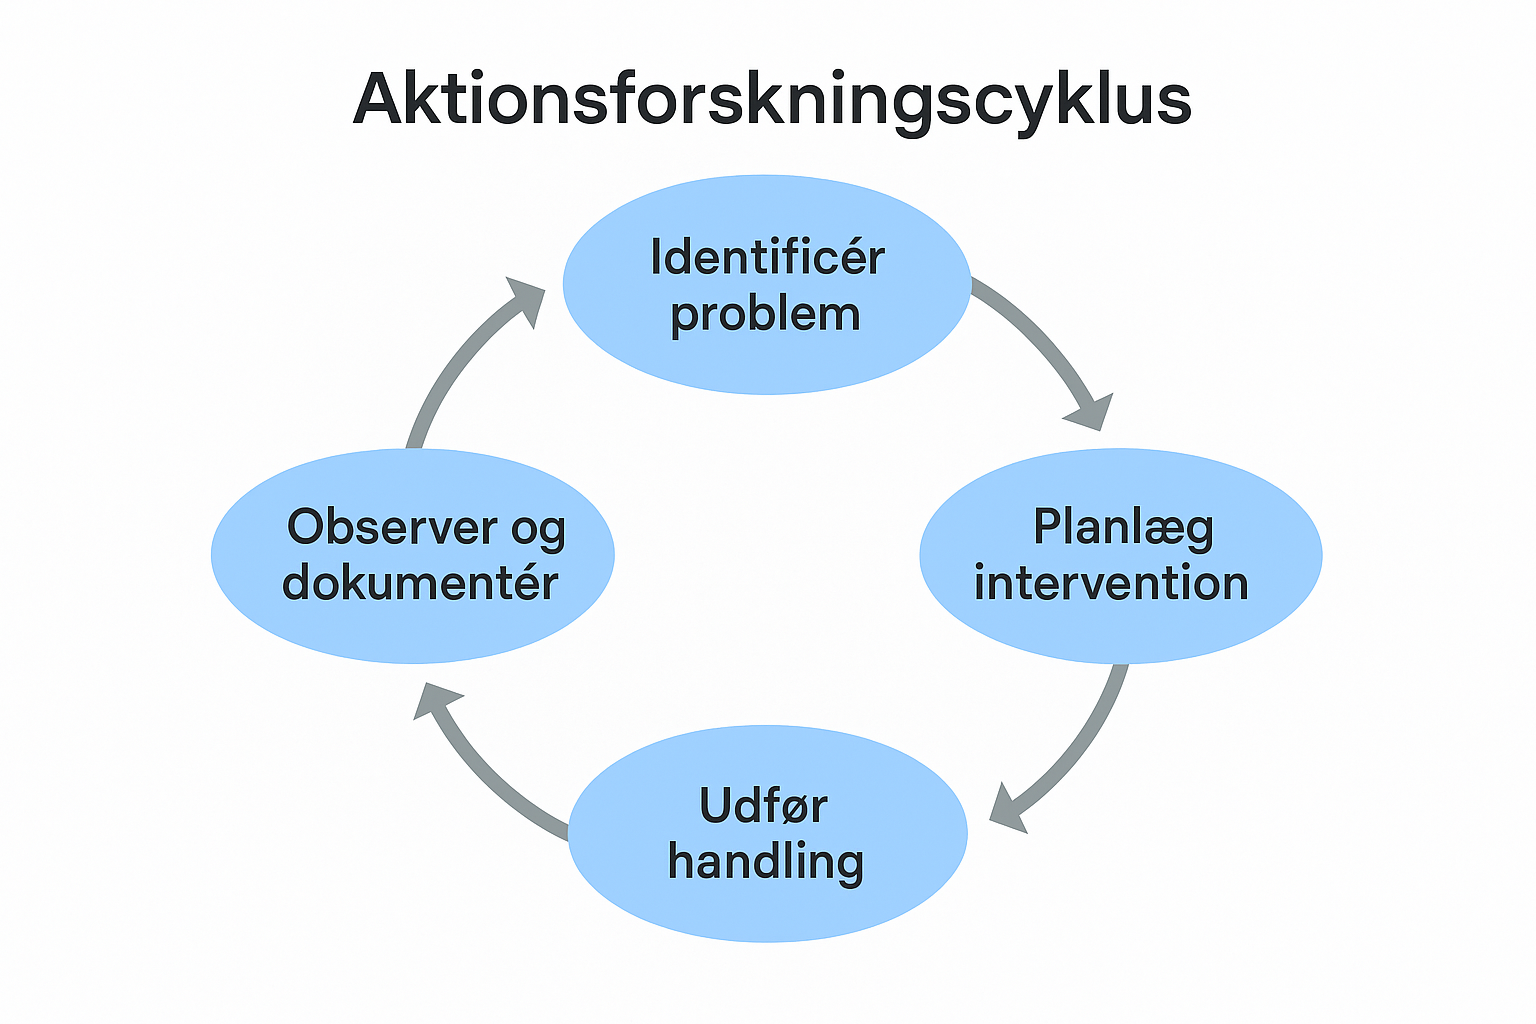 Aktionsforskningscyklus
Identificér
problem
Planlæg
intervention
Udfør
handling
Observer og
dokumentér